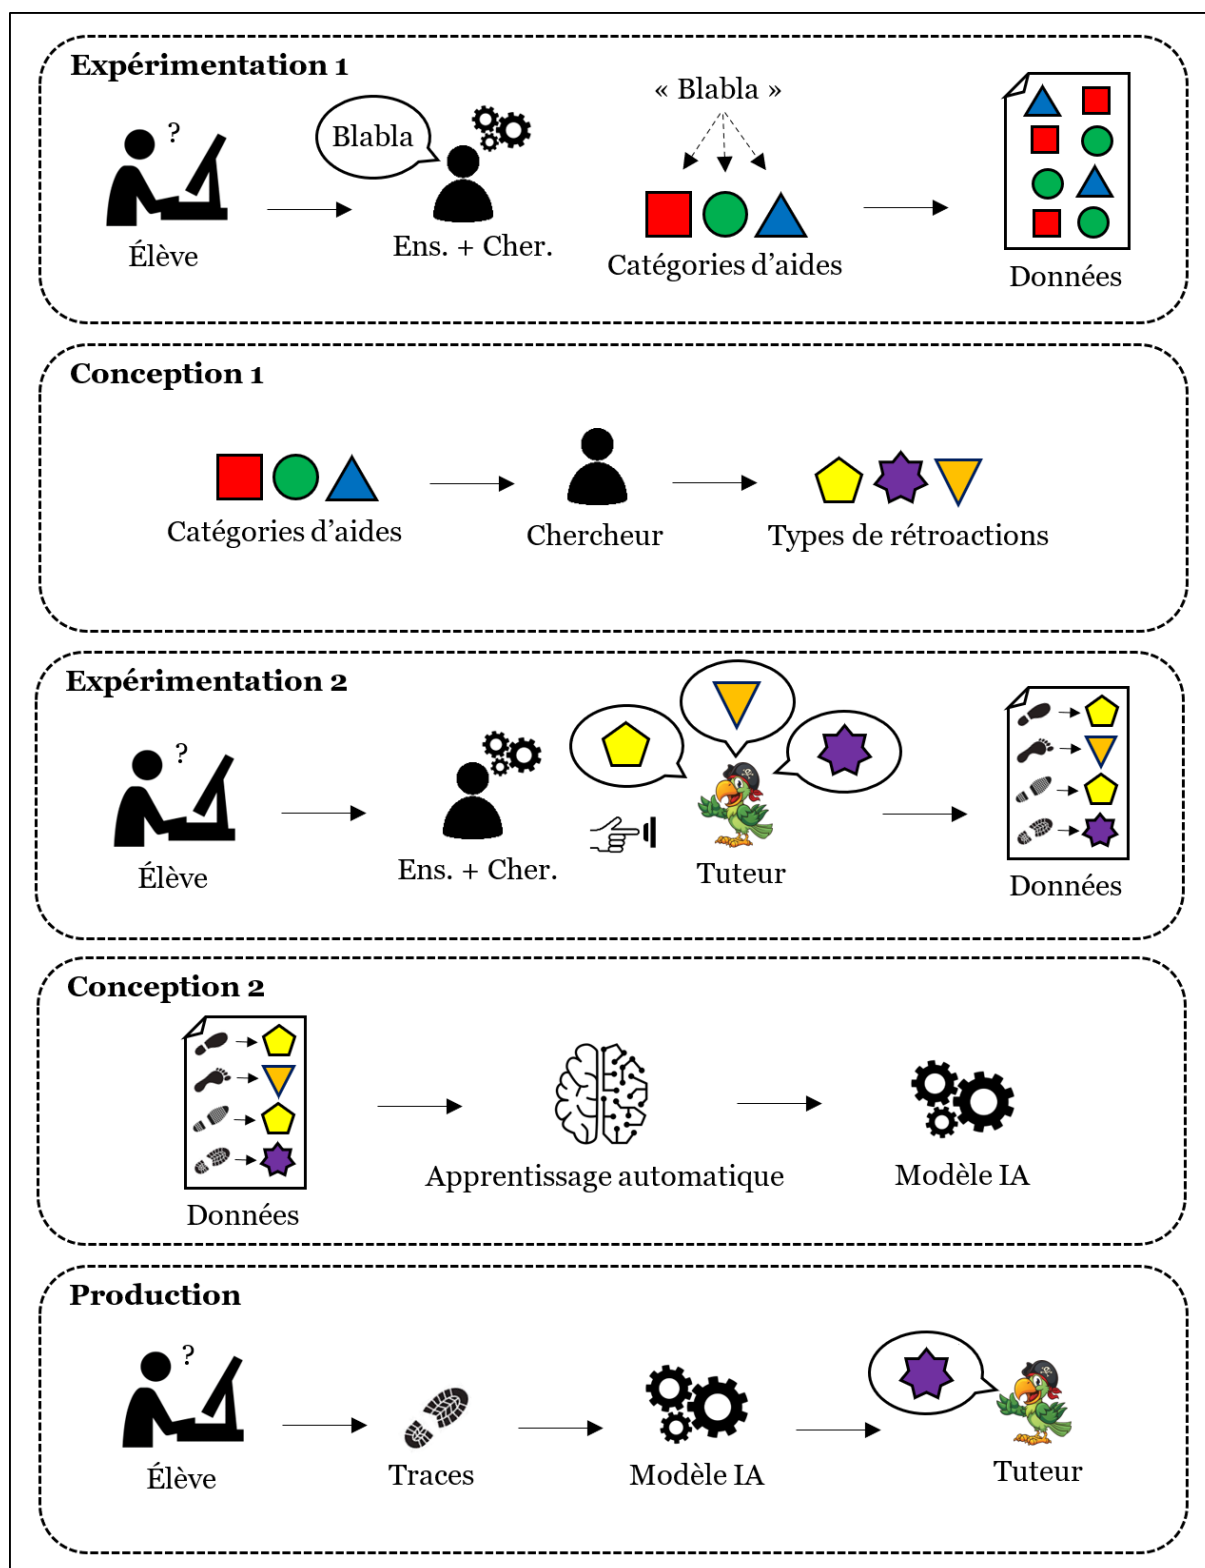 Expérimentation 1
?
Blabla
« Blabla »
Élève
Ens. + Cher.
Catégories d'aides
Données
Conception 1
Catégories d'aides
Chercheur
Types de rétroactions
Expérimentation 2
?
Élève
Ens. + Cher.
Tuteur
Données
Conception 2
Données
Apprentissage automatique
Modèle IA
Production
?
Élève
Traces
Modèle IA
Tuteur